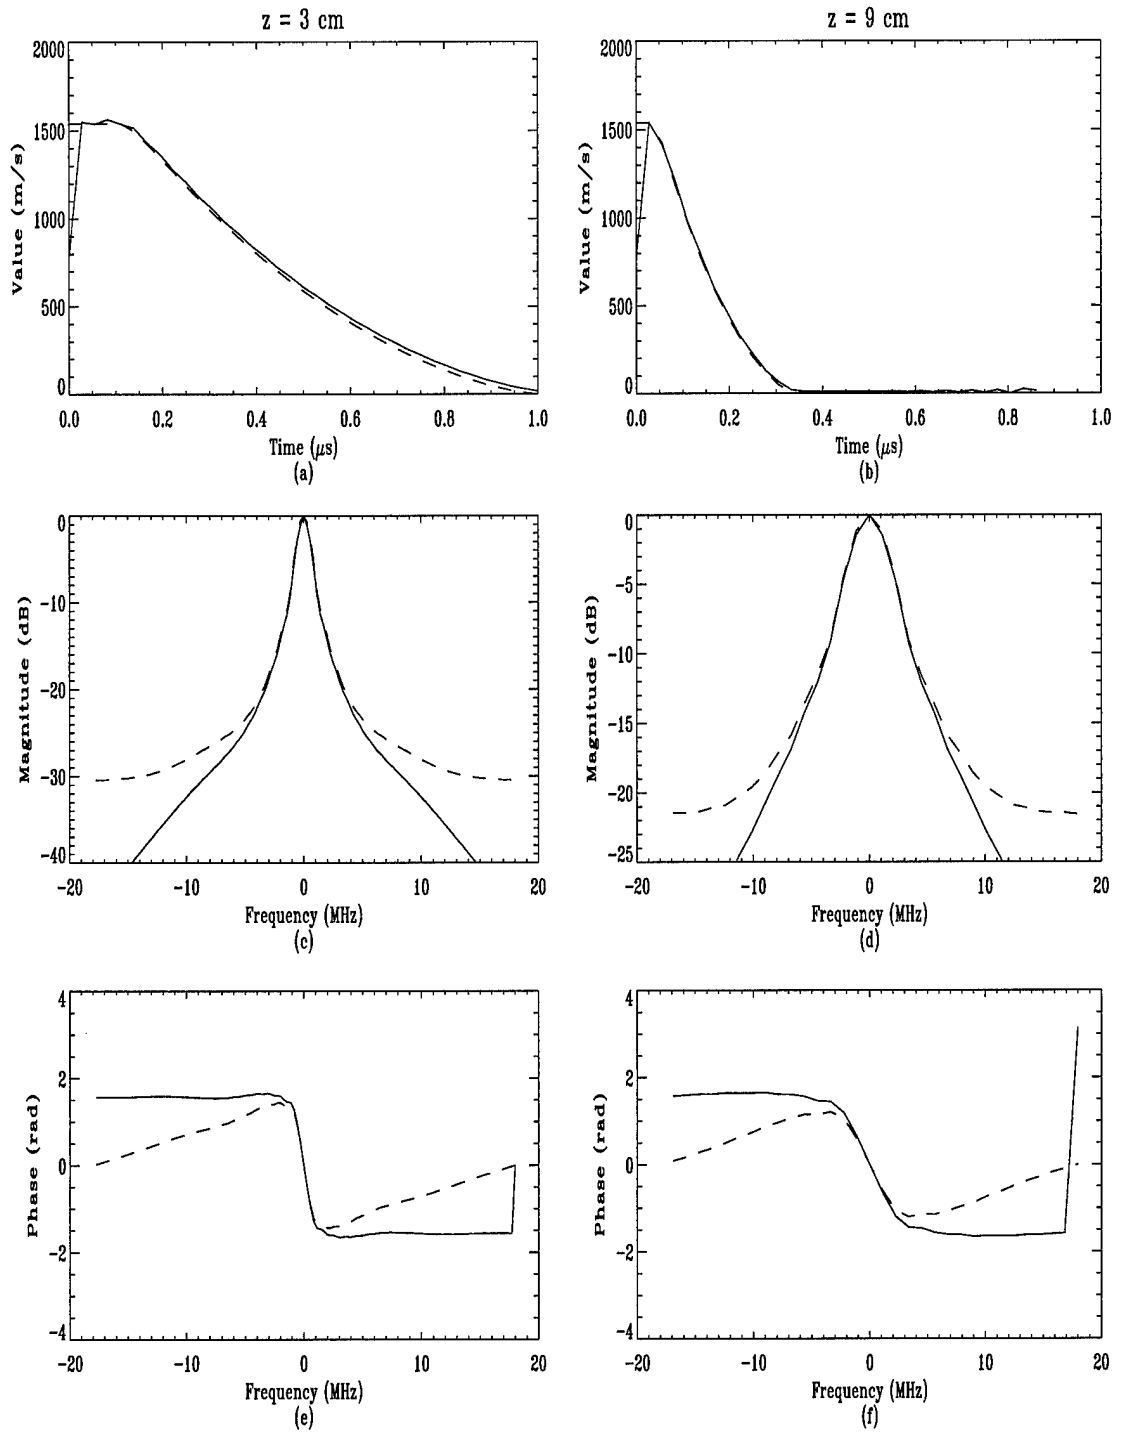 z = 3 cm
z = 9 cm
2000
1500
1000
500
0
Value (m/s)
0.0 0.2 0.4 0.6 0.8 1.0
Time (μs)
(a)
2000
1500
1000
500
0
Value (m/s)
0.0 0.2 0.4 0.6 0.8 1.0
Time (μs)
(b)
0
-10
-20
-30
-40
Magnitude (dB)
-20 -10 0 10 20
Frequency (MHz)
(c)
0
-5
-10
-15
-20
-25
Magnitude (dB)
-20 -10 0 10 20
Frequency (MHz)
(d)
4
2
0
-2
-4
Phase (rad)
-20 -10 0 10 20
Frequency (MHz)
(e)
4
2
0
-2
-4
Phase (rad)
-20 -10 0 10 20
Frequency (MHz)
(f)